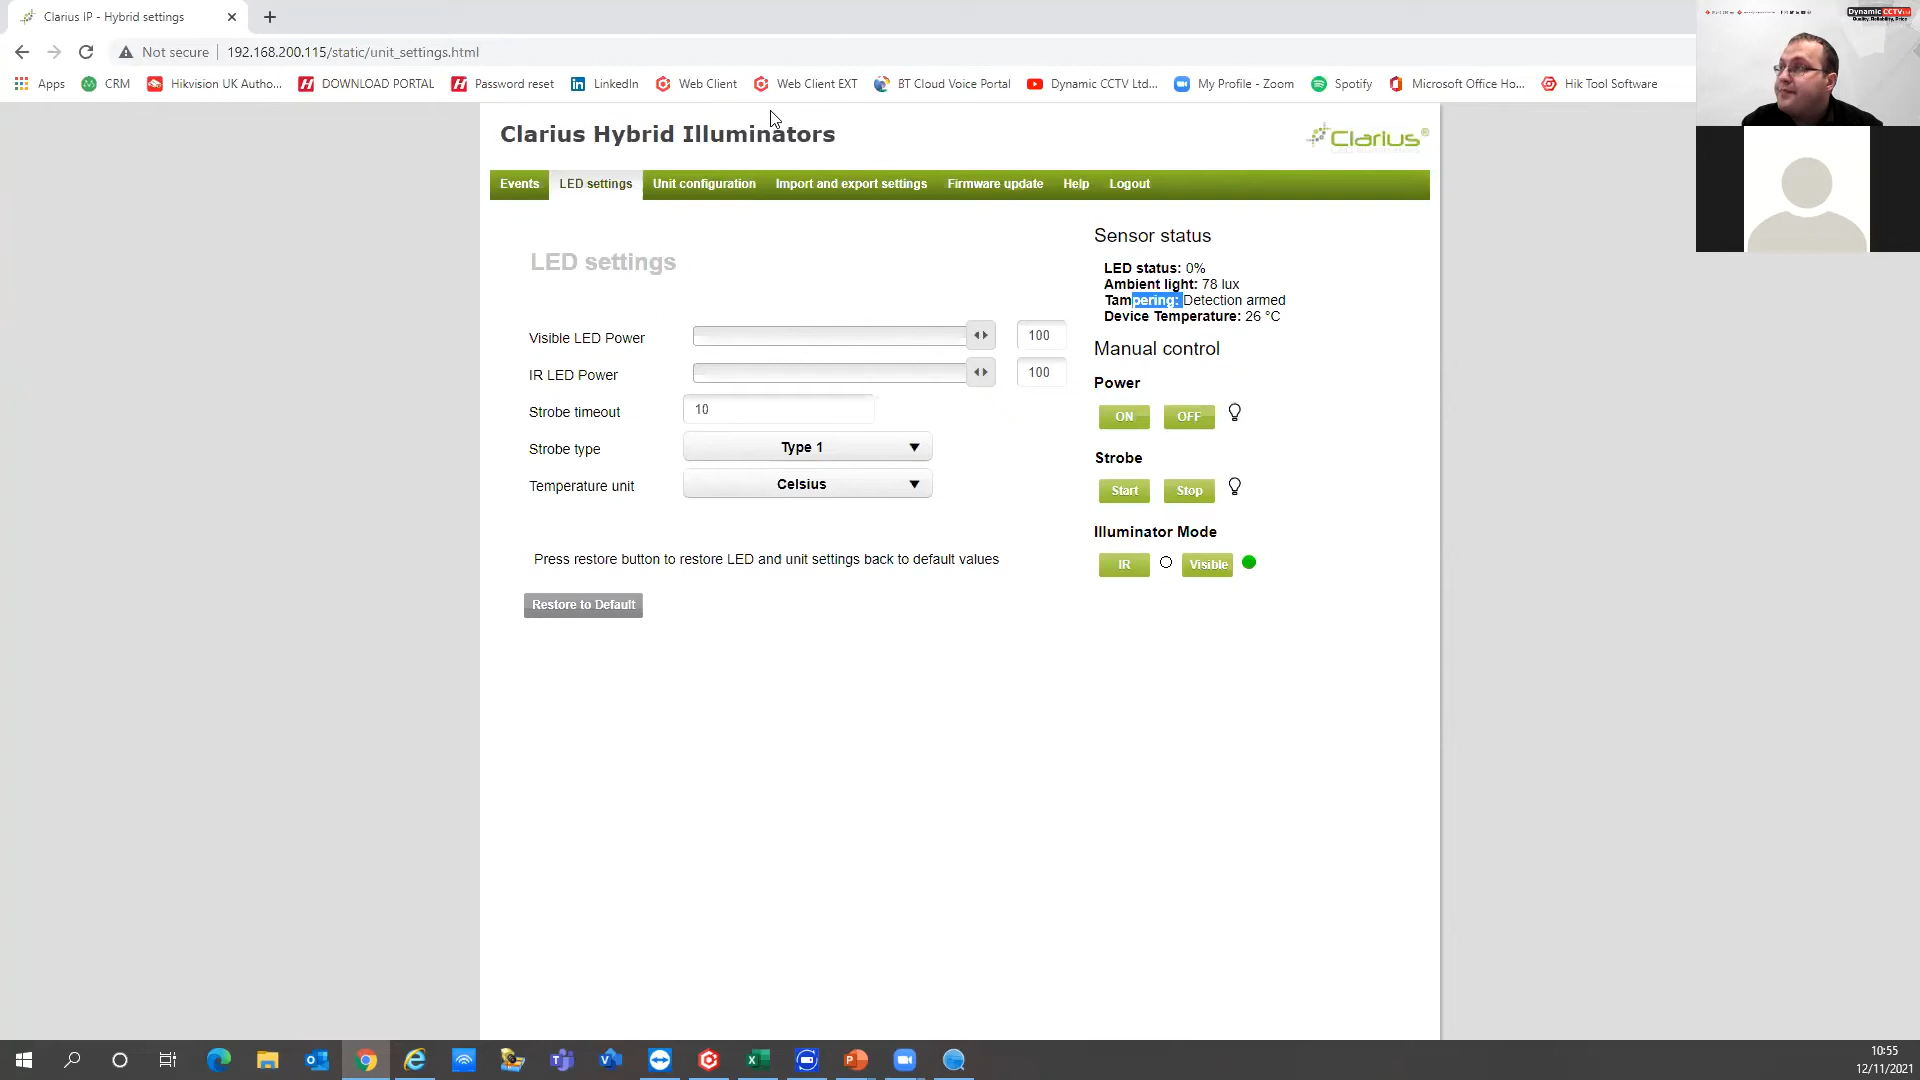 Clarius IP - Hybrid settings
Not secure 192.168.200.115/static/unit_settings.html
Apps CRM Hikvision UK Autho... DOWNLOAD PORTAL Password reset LinkedIn Web Client Web Client EXT BT Cloud Voice Portal Dynamic CCTV Ltd... My Profile - Zoom Spotify Microsoft Office Ho... Hik Tool Software
Dynamic CCTV Ltd
Quality, Reliability, Price
Clarius Hybrid Illuminators
Clarius®
Events LED settings Unit configuration Import and export settings Firmware update Help Logout
LED settings
Visible LED Power 100
IR LED Power 100
Strobe timeout 10
Strobe type Type 1
Temperature unit Celsius
Press restore button to restore LED and unit settings back to default values
Restore to Default
Sensor status
LED status: 0%
Ambient light: 78 lux
Tampering: Detection armed
Device Temperature: 26 °C
Manual control
Power
ON OFF
Strobe
Start Stop
Illuminator Mode
IR Visible
10:55
12/11/2021